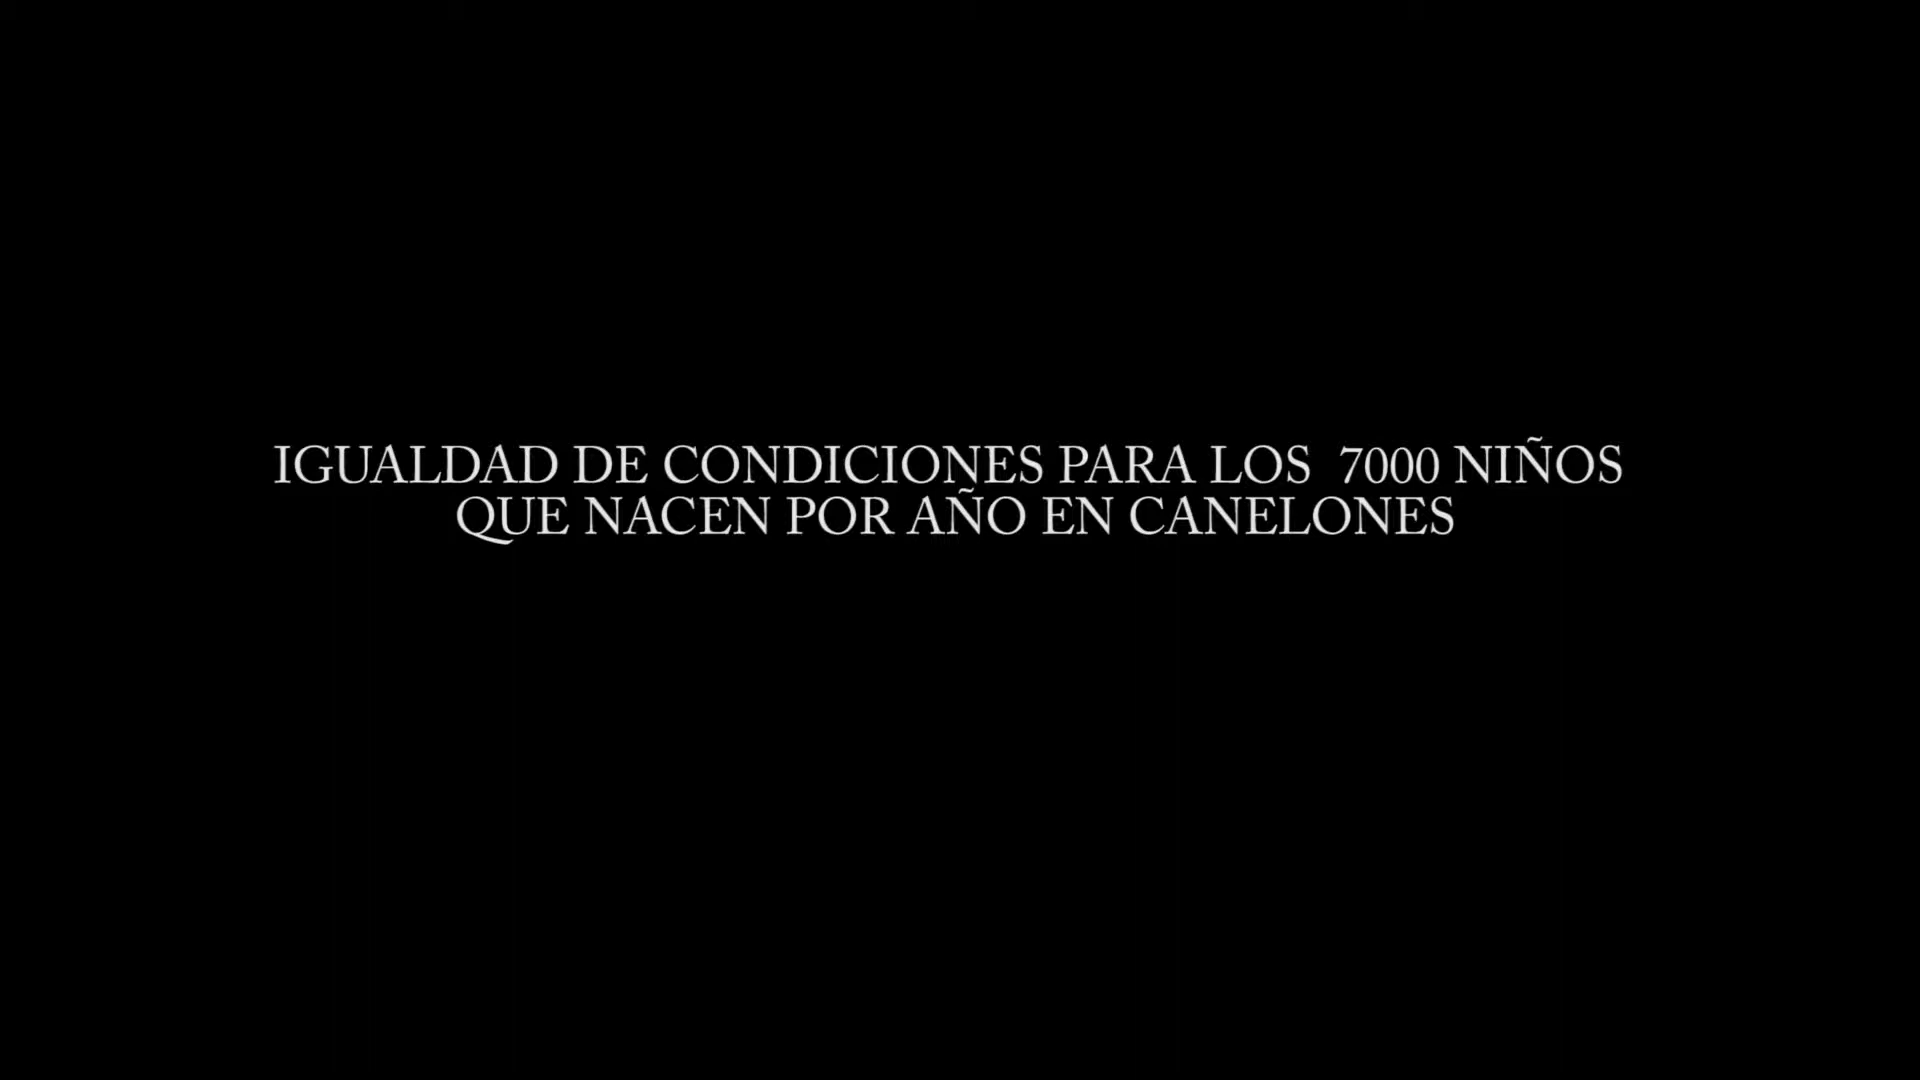 IGUALDAD DE CONDICIONES PARA LOS  7000 NIÑOS
QUE NACEN POR AÑO EN CANELONES